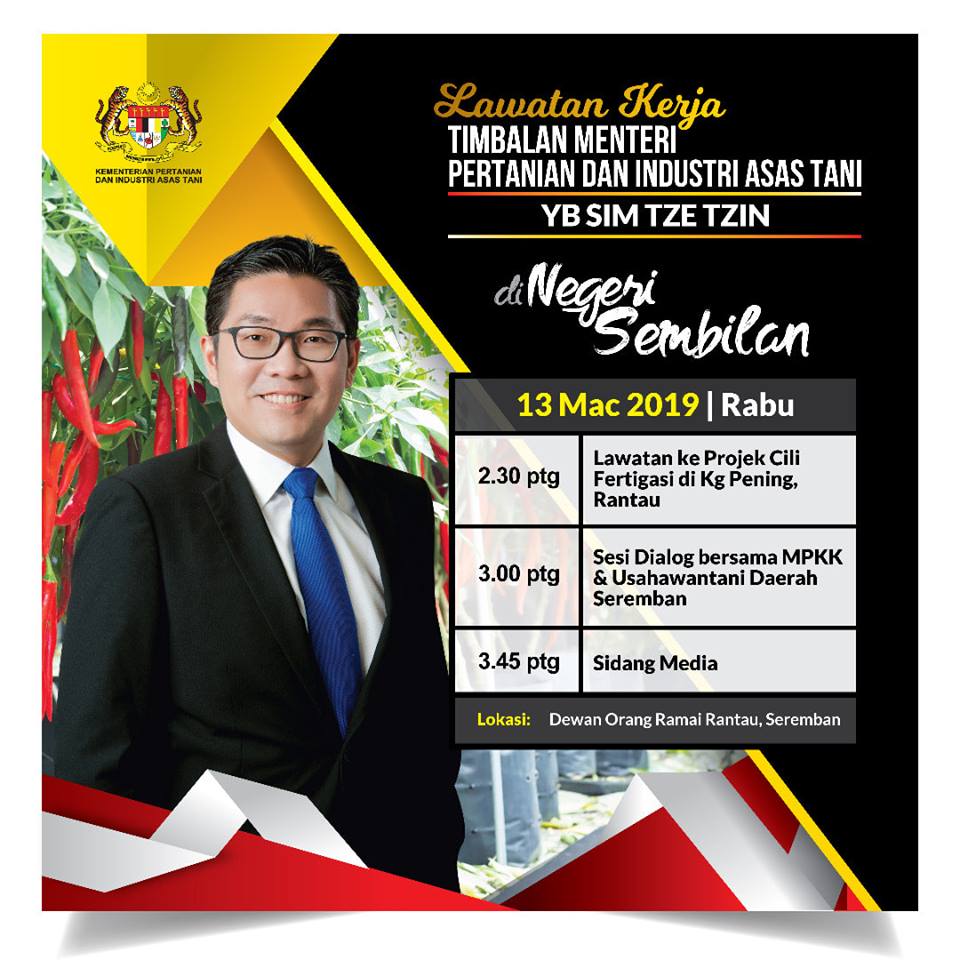 KEMENTERIAN PERTANIAN
DAN INDUSTRI ASAS TANI
Lawatan Kerja
TIMBALAN MENTERI
PERTANIAN DAN INDUSTRI ASAS TANI
YB SIM TZE TZIN
di Negeri
Sembilan
13 Mac 2019 | Rabu
2.30 ptg
Lawatan ke Projek Cili
Fertigasi di Kg Pening,
Rantau
3.00 ptg
Sesi Dialog bersama MPKK
& Usahawantani Daerah
Seremban
3.45 ptg
Sidang Media
Lokasi: Dewan Orang Ramai Rantau, Seremban